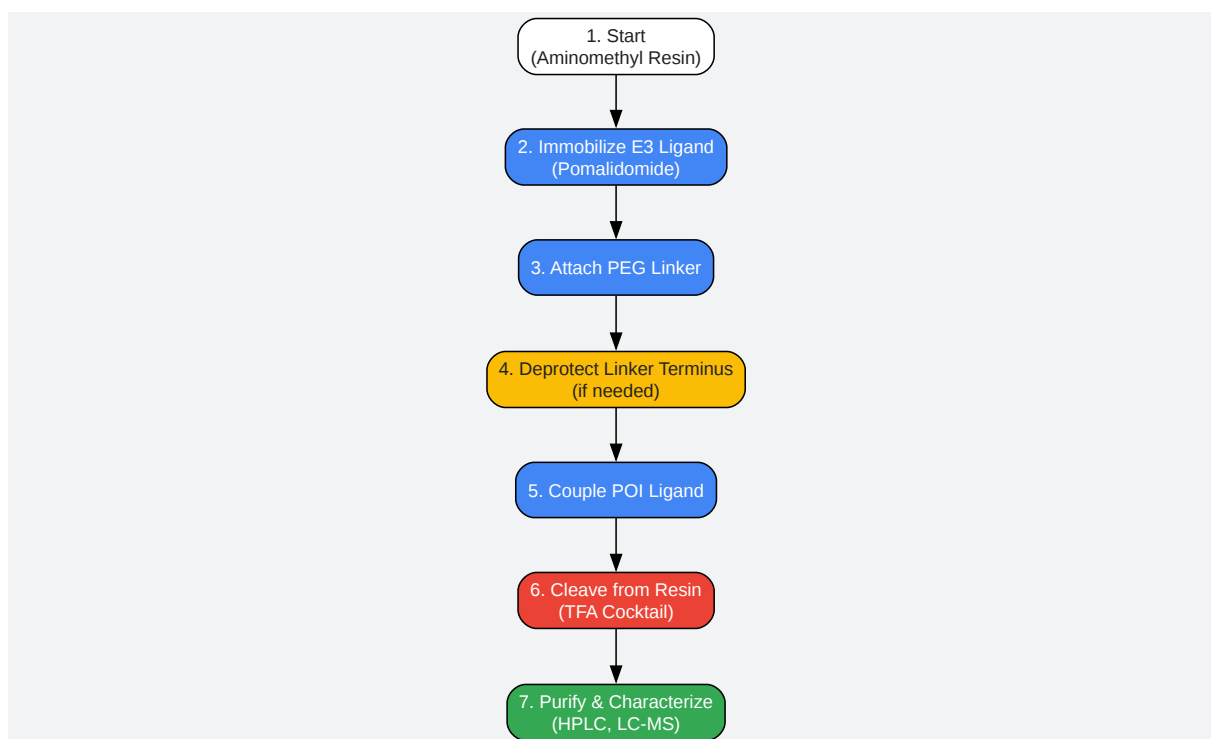 1. Start
(Aminomethyl Resin)
2. Immobilize E3 Ligand
(Pomalidomide)
3. Attach PEG Linker
4. Deprotect Linker Terminus
(if needed)
5. Couple POI Ligand
6. Cleave from Resin
(TFA Cocktail)
7. Purify & Characterize
(HPLC, LC-MS)